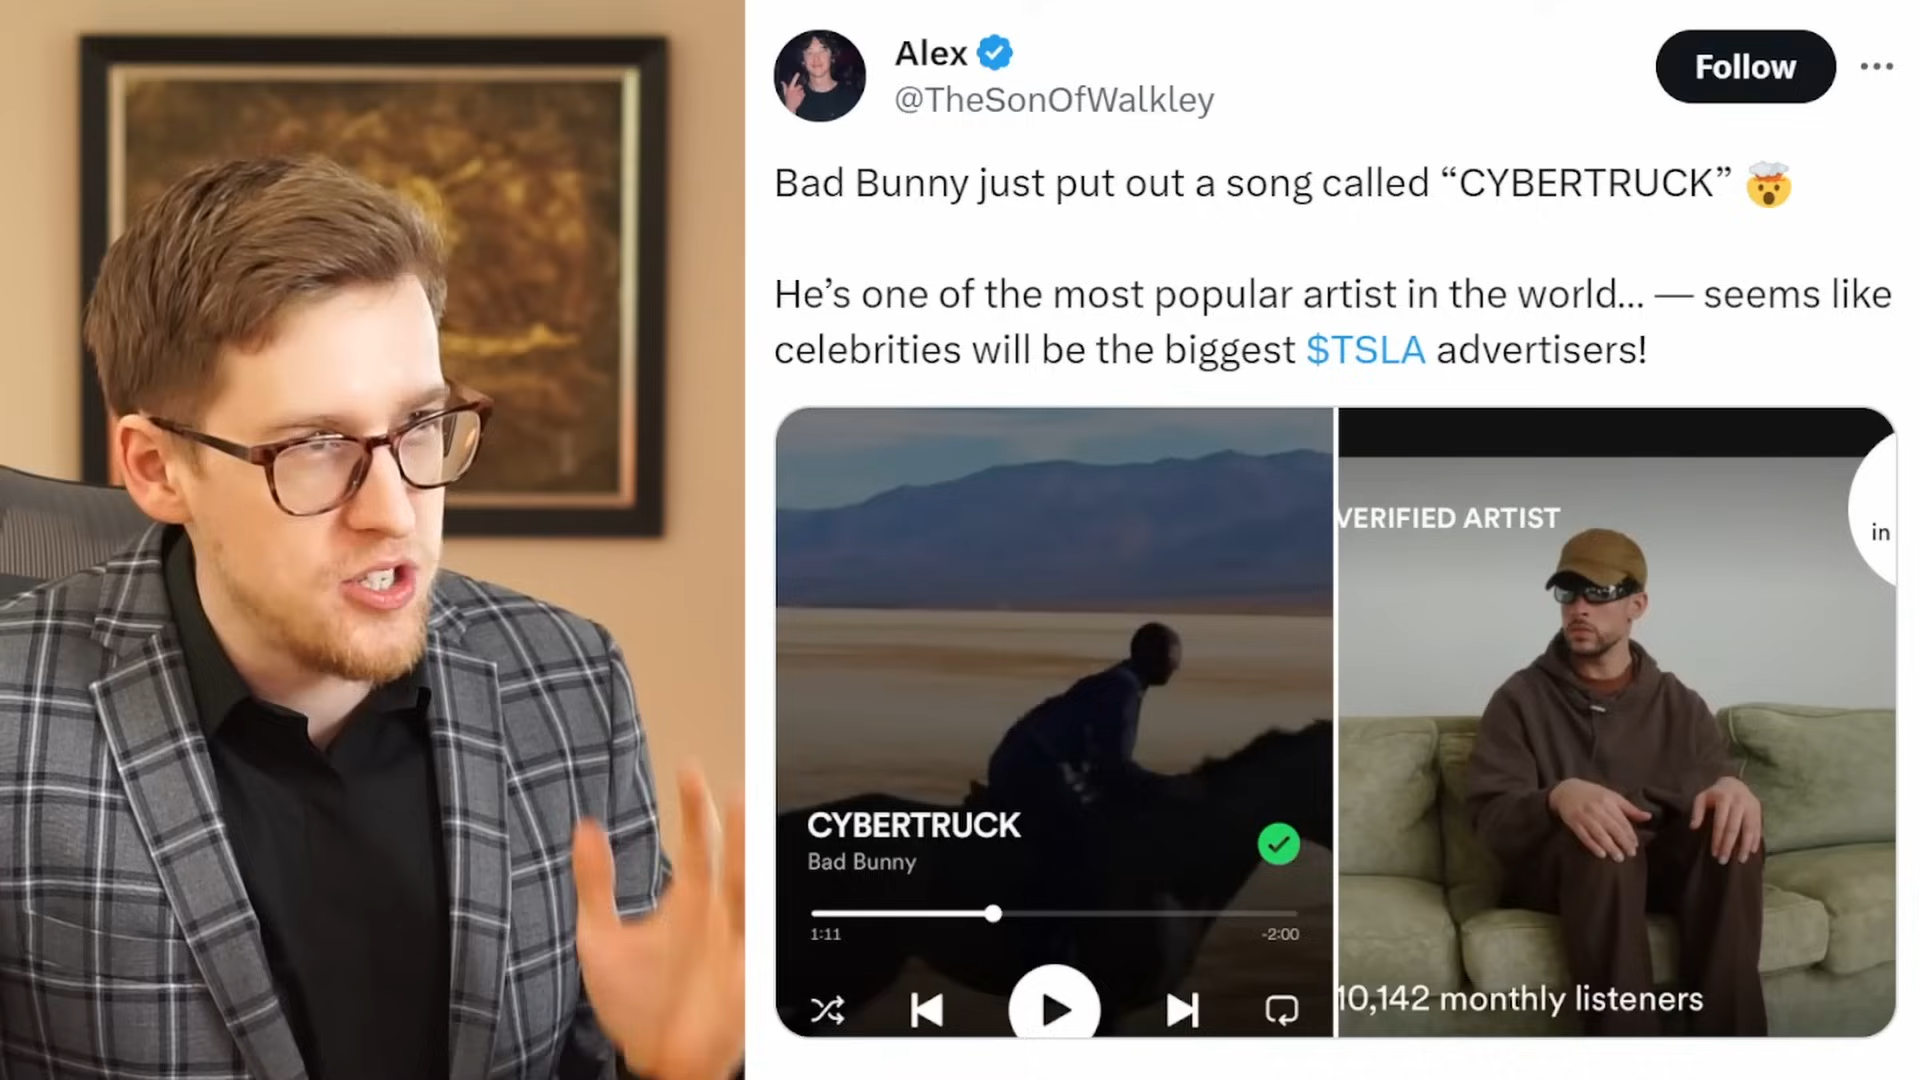 Alex
@TheSonOfWalkley
Follow
Bad Bunny just put out a song called “CYBERTRUCK” 🤯
He’s one of the most popular artist in the world... — seems like
celebrities will be the biggest $TSLA advertisers!
CYBERTRUCK
Bad Bunny
1:11
-2:00
VERIFIED ARTIST
in
10,142 monthly listeners